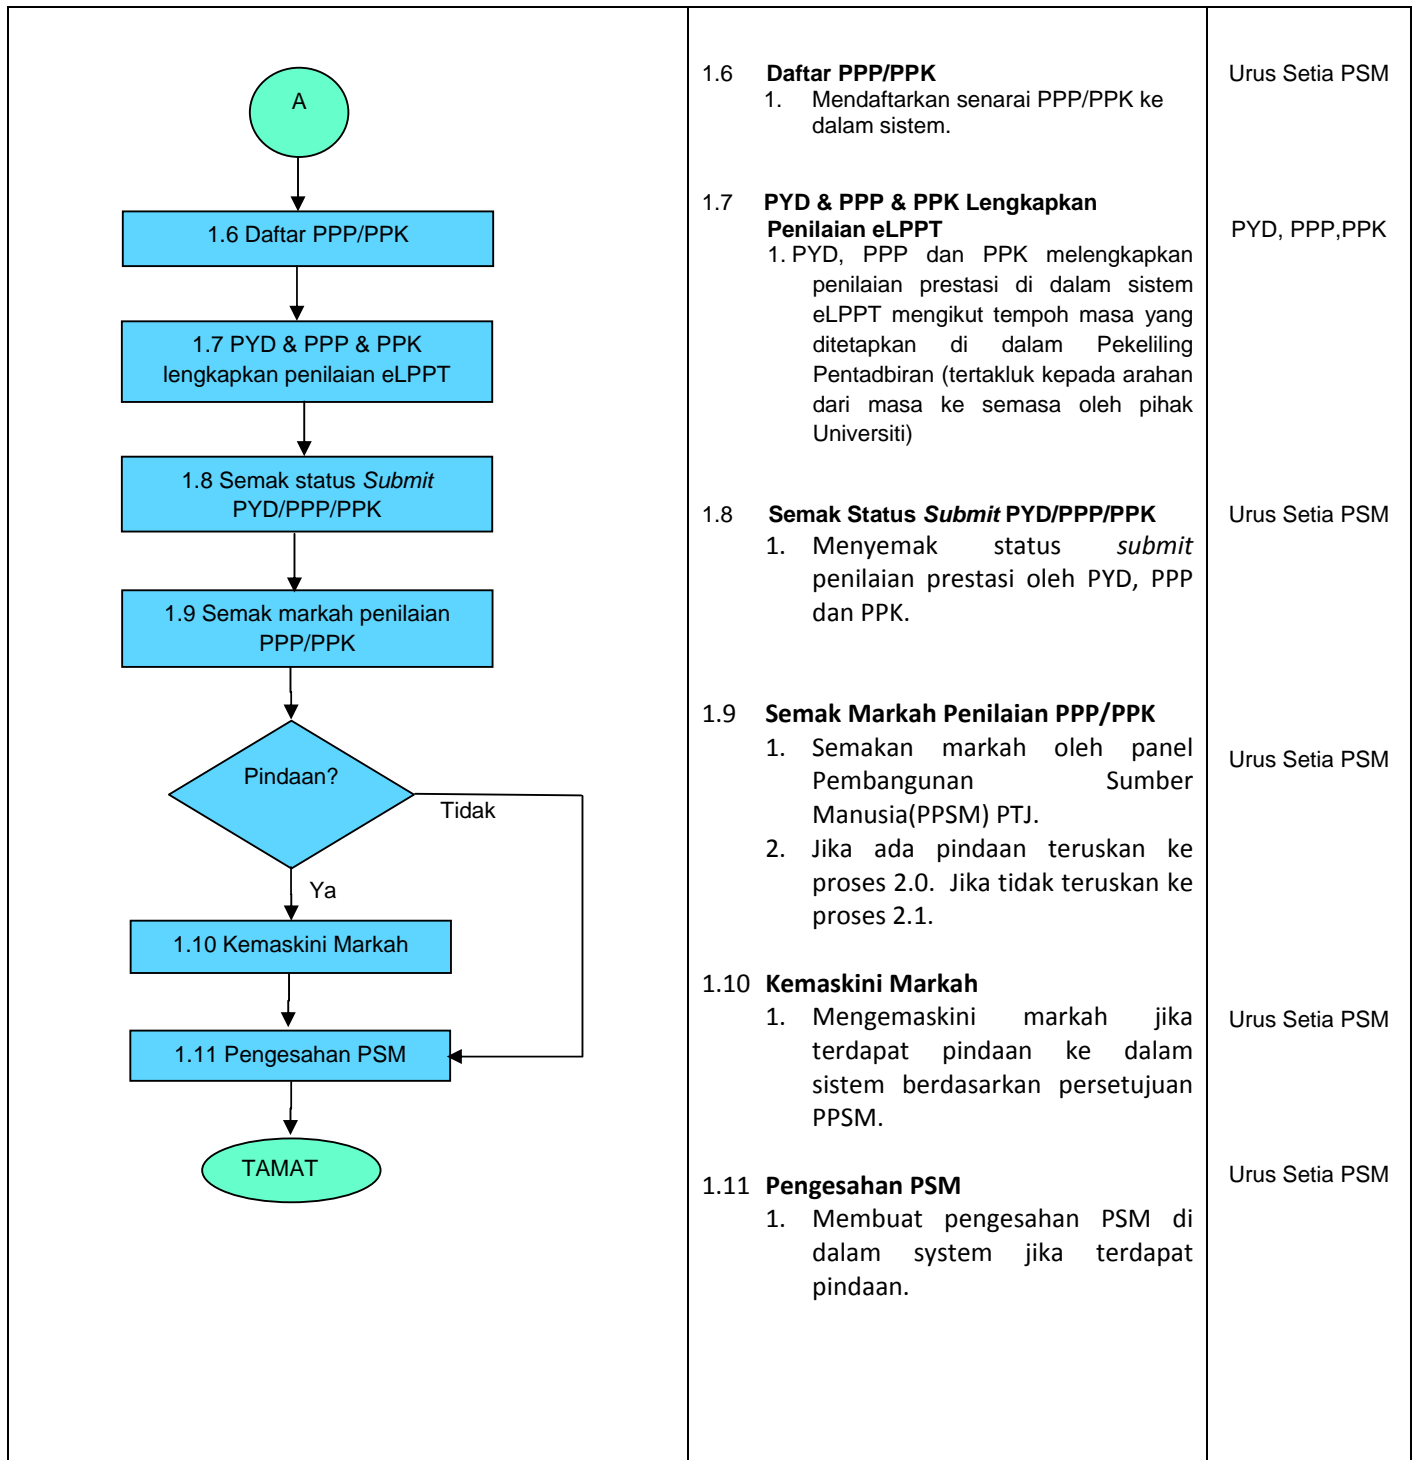 A
1.6 Daftar PPP/PPK
1.7 PYD & PPP & PPK
lengkapkan penilaian eLPPT
1.8 Semak status Submit
PYD/PPP/PPK
1.9 Semak markah penilaian
PPP/PPK
Pindaan?
Tidak
Ya
1.10 Kemaskini Markah
1.11 Pengesahan PSM
TAMAT
1.6 Daftar PPP/PPK
1. Mendaftarkan senarai PPP/PPK ke
dalam sistem.
1.7 PYD & PPP & PPK Lengkapkan
Penilaian eLPPT
1. PYD, PPP dan PPK melengkapkan
penilaian prestasi di dalam sistem
eLPPT mengikut tempoh masa yang
ditetapkan di dalam Pekeliling
Pentadbiran (tertakluk kepada arahan
dari masa ke semasa oleh pihak
Universiti)
1.8 Semak Status Submit PYD/PPP/PPK
1. Menyemak status submit
penilaian prestasi oleh PYD, PPP
dan PPK.
1.9 Semak Markah Penilaian PPP/PPK
1. Semakan markah oleh panel
Pembangunan Sumber
Manusia(PPSM) PTJ.
2. Jika ada pindaan teruskan ke
proses 2.0. Jika tidak teruskan ke
proses 2.1.
1.10 Kemaskini Markah
1. Mengemaskini markah jika
terdapat pindaan ke dalam
sistem berdasarkan persetujuan
PPSM.
1.11 Pengesahan PSM
1. Membuat pengesahan PSM di
dalam system jika terdapat
pindaan.
Urus Setia PSM
PYD, PPP,PPK
Urus Setia PSM
Urus Setia PSM
Urus Setia PSM
Urus Setia PSM